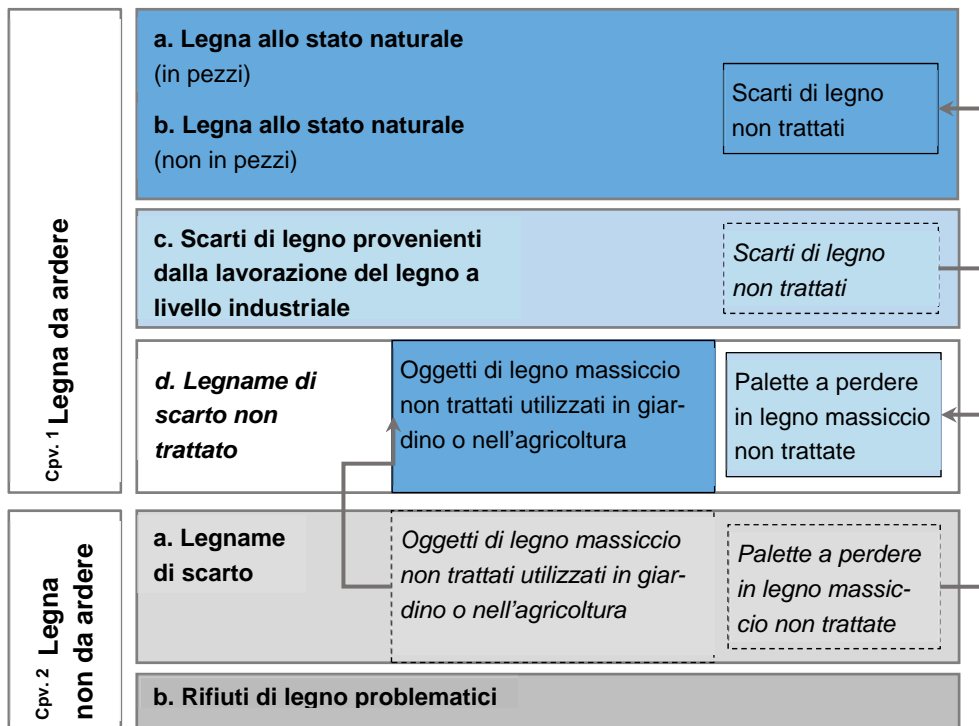 Cpv. 1 Legna da ardere
a. Legna allo stato naturale
(in pezzi)
b. Legna allo stato naturale
(non in pezzi)
Scarti di legno
non trattati
c. Scarti di legno provenienti
dalla lavorazione del legno a
livello industriale
Scarti di legno
non trattati
d. Legname di
scarto non
trattato
Oggetti di legno massiccio
non trattati utilizzati in giar-
dino o nell'agricoltura
Palette a perdere
in legno massiccio
non trattate
Cpv. 2 Legna
non da ardere
a. Legname
di scarto
Oggetti di legno massiccio
non trattati utilizzati in giar-
dino o nell'agricoltura
Palette a perdere
in legno massic-
cio non trattate
b. Rifiuti di legno problematici